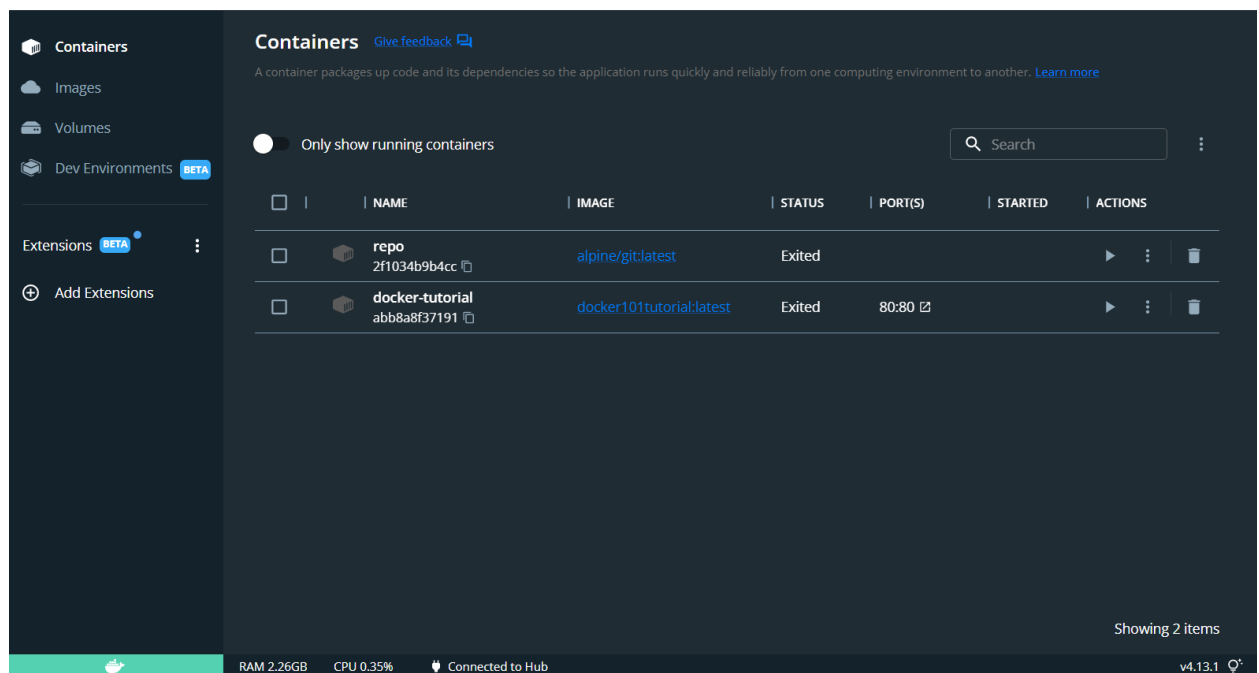 Containers
Images
Volumes
Dev Environments BETA
Extensions BETA
Add Extensions
Containers Give feedback
A container packages up code and its dependencies so the application runs quickly and reliably from one computing environment to another. Learn more
Only show running containers
Search
NAME IMAGE STATUS PORT(S) STARTED ACTIONS
repo alpine/git:latest Exited
2f1034b9b4cc
docker-tutorial docker101tutorial:latest Exited 80:80
abb8a8f37191
Showing 2 items
RAM 2.26GB CPU 0.35% Connected to Hub v4.13.1